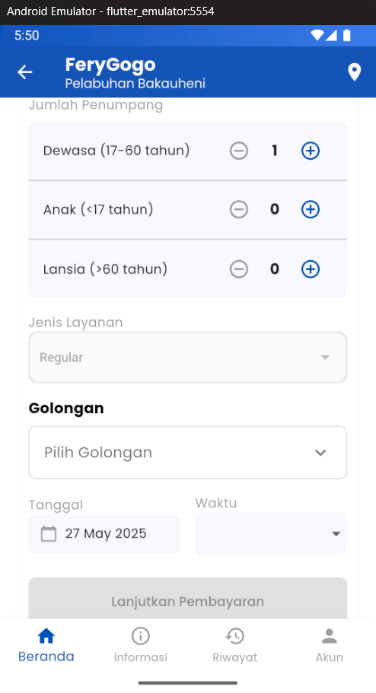 Android Emulator - flutter_emulator:5554
5:50
FeryGogo
Pelabuhan Bakauheni
Jumlah Penumpang
Dewasa (17-60 tahun) 1
Anak (<17 tahun) 0
Lansia (>60 tahun) 0
Jenis Layanan
Regular
Golongan
Pilih Golongan
Tanggal Waktu
27 May 2025
Lanjutkan Pembayaran
Beranda Informasi Riwayat Akun